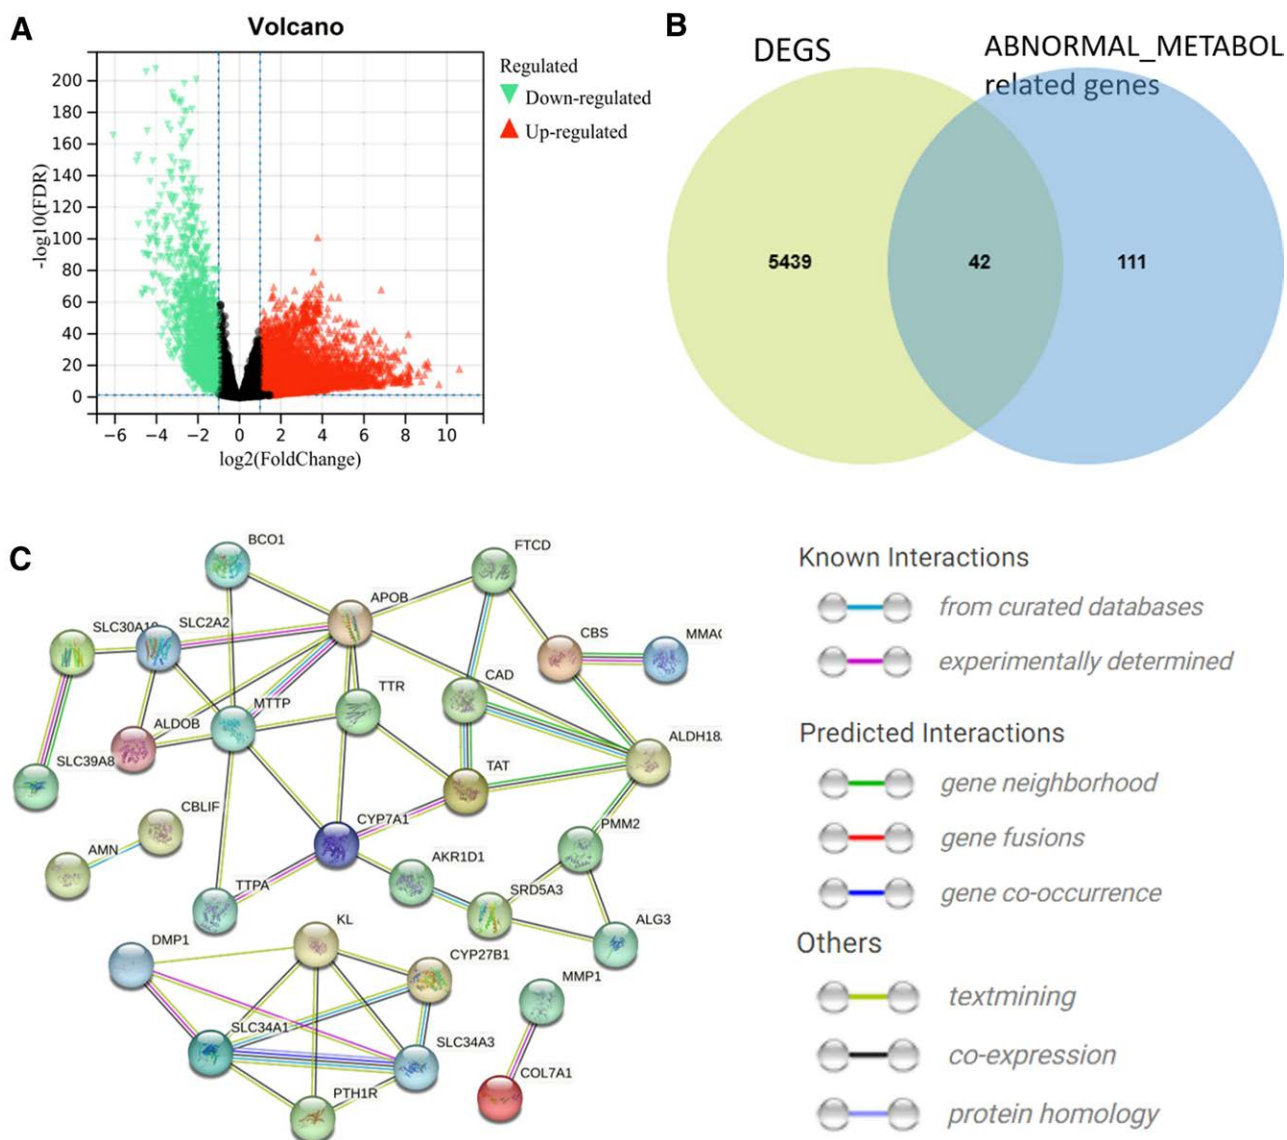 A
Volcano
-log10(FDR)
200
180
160
140
120
100
80
60
40
20
0
−6 −4 −2 0 2 4 6 8 10
log2(FoldChange)
Regulated
Down-regulated
Up-regulated
B
DEGS
ABNORMAL_METABOL
related genes
5439 42 111
C
BCO1
FTCD
APOB
SLC30A10
SLC2A2
CBS
MMAC
TTR
CAD
MTTP
ALDOB
ALDH18
SLC39A8
TAT
CBLIF
CYP7A1
PMM2
AMN
AKR1D1
TTPA
SRD5A3
ALG3
KL
DMP1
CYP27B1
MMP1
SLC34A1
SLC34A3
COL7A1
PTH1R
Known Interactions
from curated databases
experimentally determined
Predicted Interactions
gene neighborhood
gene fusions
gene co-occurrence
Others
textmining
co-expression
protein homology